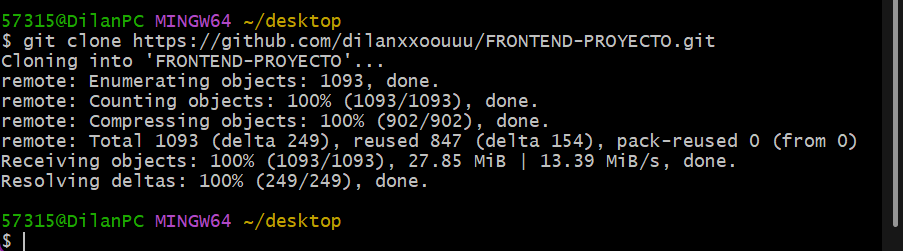 57315@DilanPC MINGW64 ~/desktop
$ git clone https://github.com/dilanxxoouuu/FRONTEND-PROYECTO.git
Cloning into 'FRONTEND-PROYECTO'...
remote: Enumerating objects: 1093, done.
remote: Counting objects: 100% (1093/1093), done.
remote: Compressing objects: 100% (902/902), done.
remote: Total 1093 (delta 249), reused 847 (delta 154), pack-reused 0 (from 0)
Receiving objects: 100% (1093/1093), 27.85 MiB | 13.39 MiB/s, done.
Resolving deltas: 100% (249/249), done.
57315@DilanPC MINGW64 ~/desktop
$